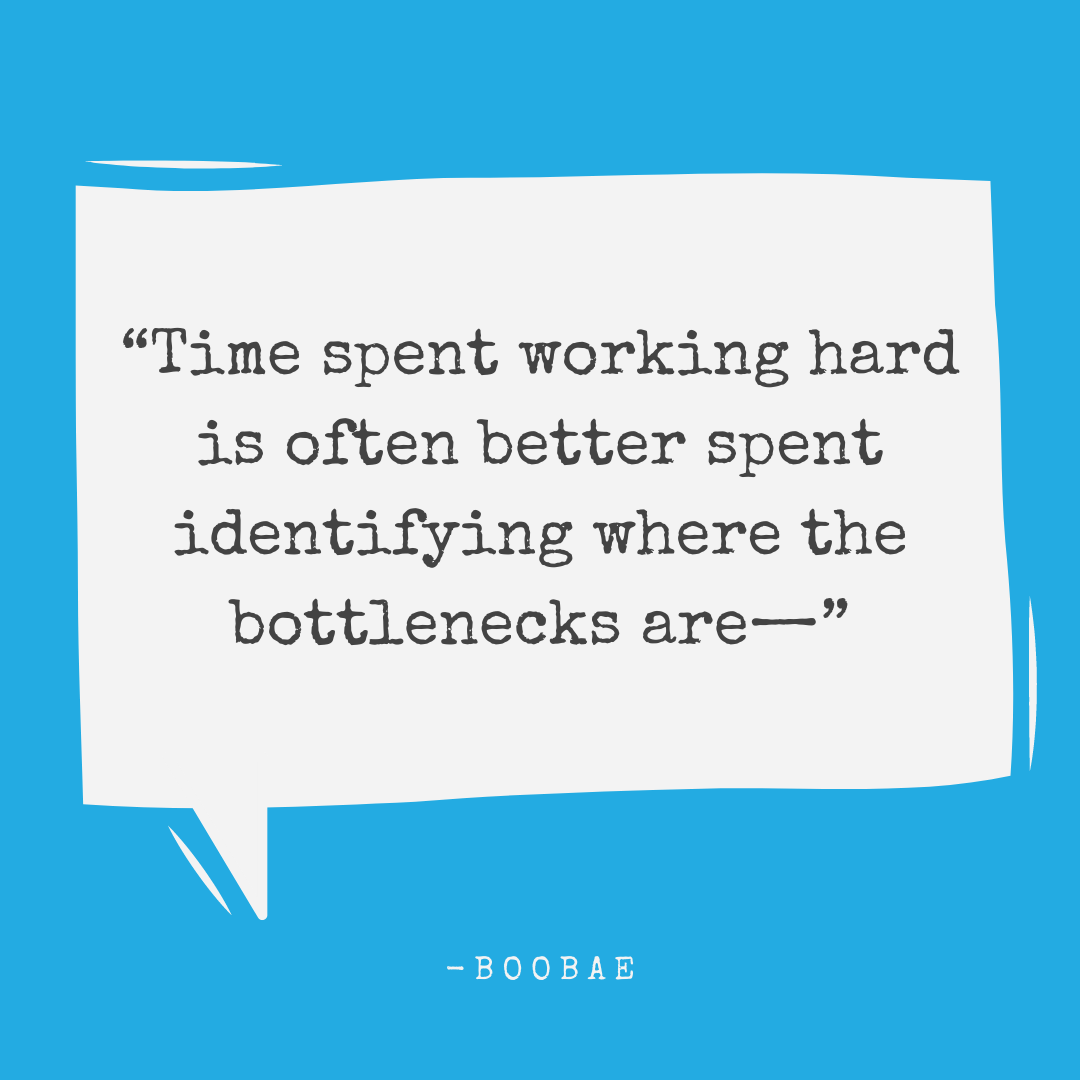 “Time spent working hard
is often better spent
identifying where the
bottlenecks are—”
–BOOBAE